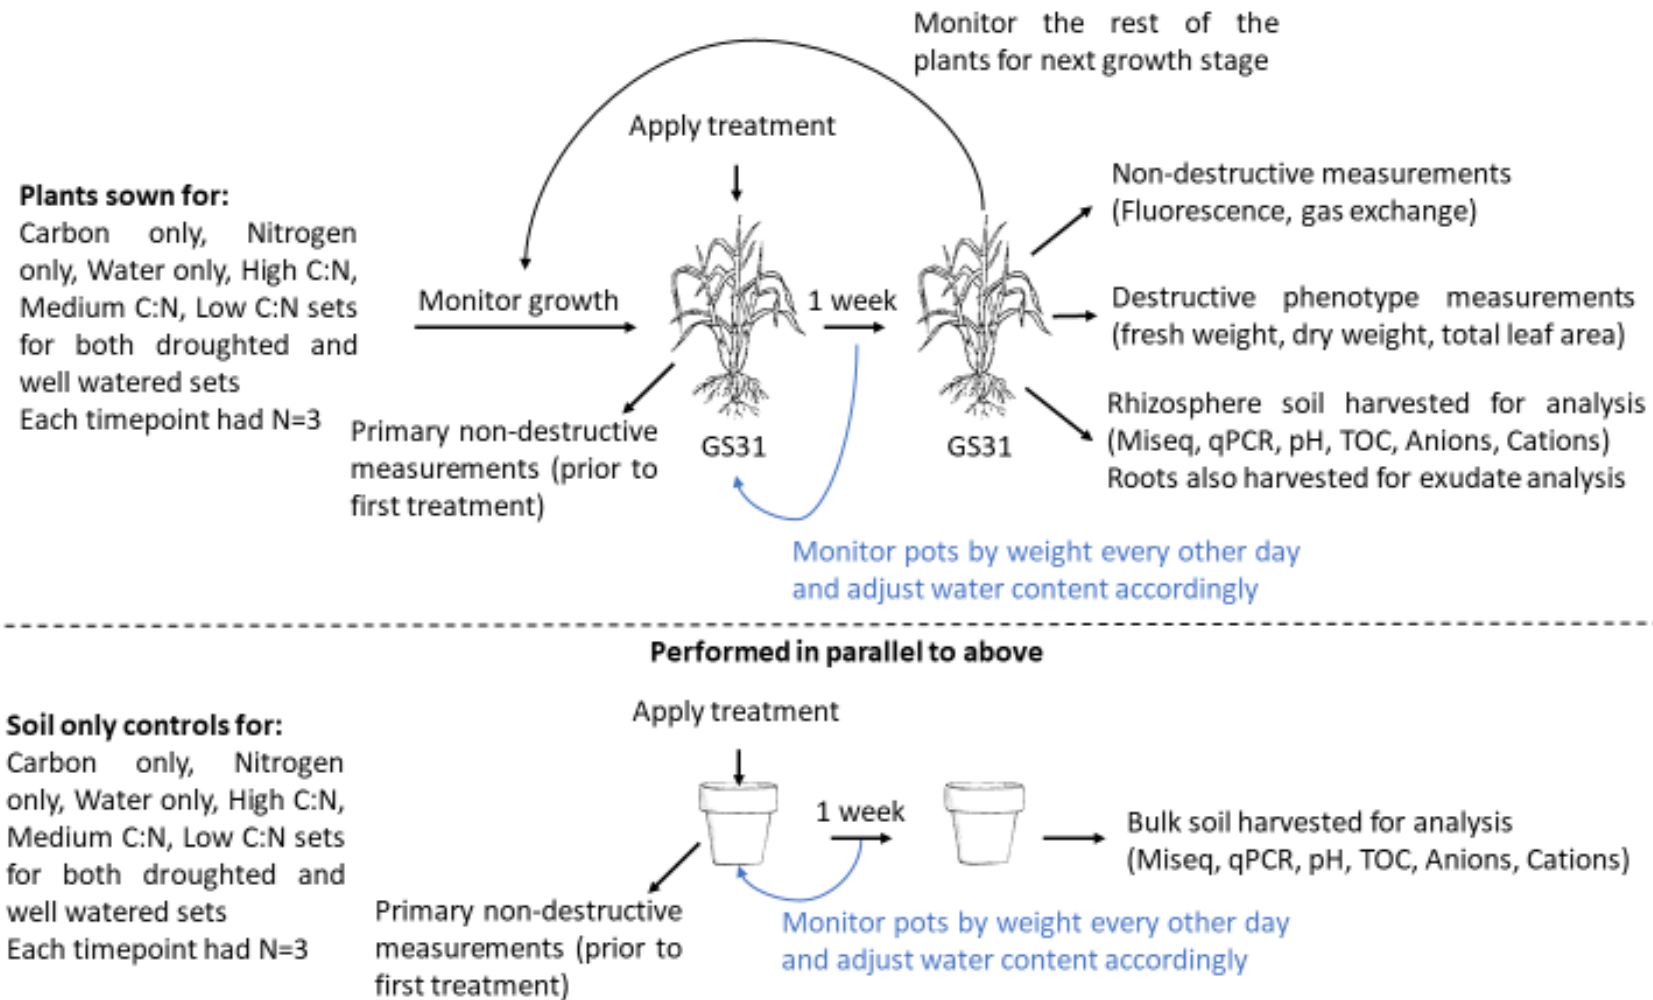 Monitor the rest of the
plants for next growth stage
Apply treatment
Plants sown for:
Carbon only, Nitrogen
only, Water only, High C:N,
Medium C:N, Low C:N sets
for both droughted and
well watered sets
Each timepoint had N=3
Monitor growth
1 week
Primary non-destructive
measurements (prior to
first treatment)
GS31
GS31
Non-destructive measurements
(Fluorescence, gas exchange)
Destructive phenotype measurements
(fresh weight, dry weight, total leaf area)
Rhizosphere soil harvested for analysis
(Miseq, qPCR, pH, TOC, Anions, Cations)
Roots also harvested for exudate analysis
Monitor pots by weight every other day
and adjust water content accordingly
Performed in parallel to above
Apply treatment
Soil only controls for:
Carbon only, Nitrogen
only, Water only, High C:N,
Medium C:N, Low C:N sets
for both droughted and
well watered sets
Each timepoint had N=3
1 week
Primary non-destructive
measurements (prior to
first treatment)
Bulk soil harvested for analysis
(Miseq, qPCR, pH, TOC, Anions, Cations)
Monitor pots by weight every other day
and adjust water content accordingly